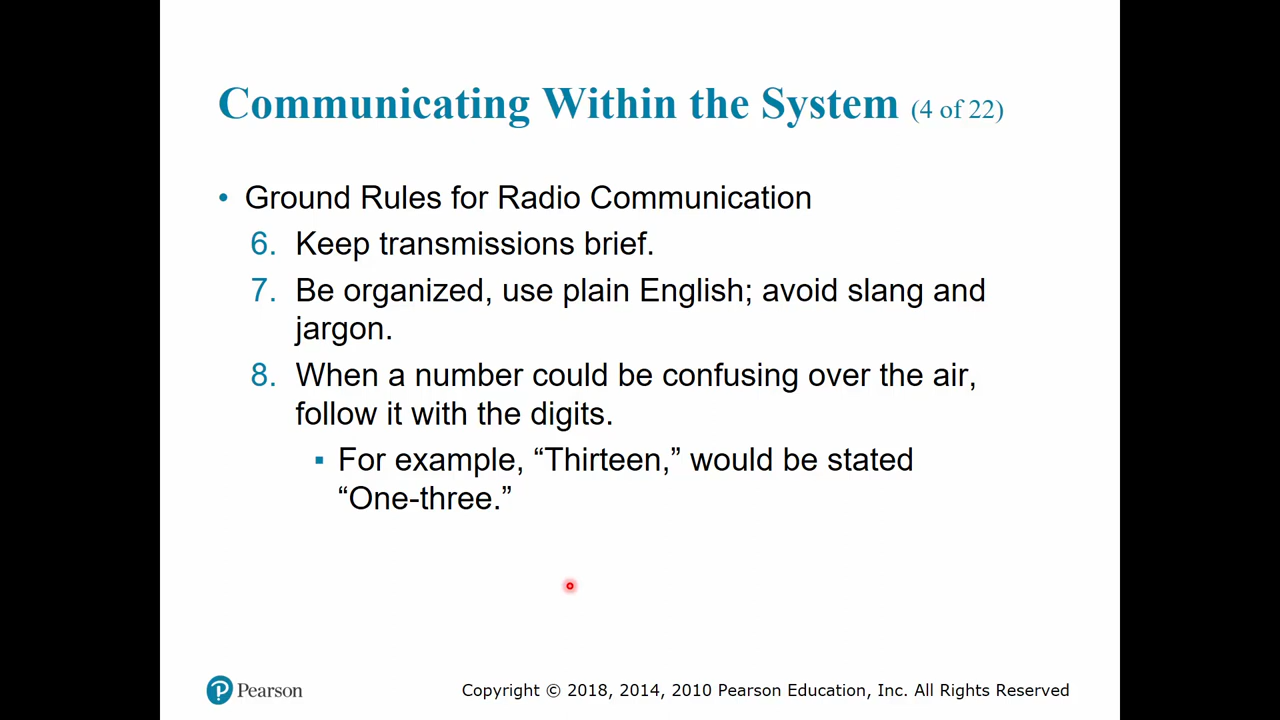 Communicating Within the System (4 of 22)
• Ground Rules for Radio Communication
6. Keep transmissions brief.
7. Be organized, use plain English; avoid slang and
jargon.
8. When a number could be confusing over the air,
follow it with the digits.
▪ For example, “Thirteen,” would be stated
“One-three.”
P Pearson
Copyright © 2018, 2014, 2010 Pearson Education, Inc. All Rights Reserved